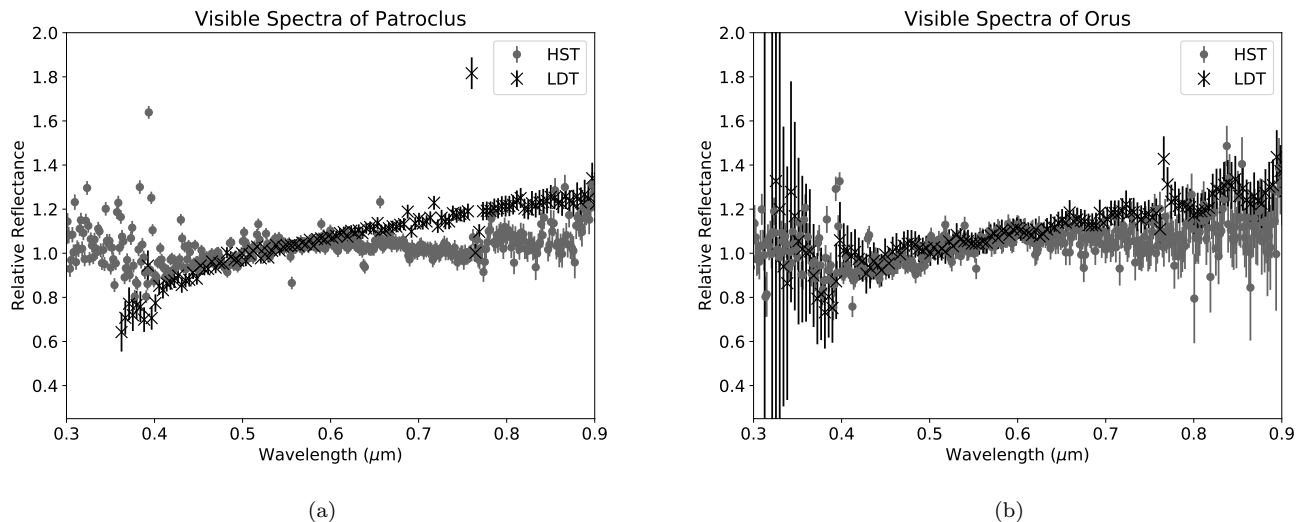 Visible Spectra of Patroclus
2.0
1.8
1.6
1.4
1.2
1.0
0.8
0.6
0.4
Relative Reflectance
HST
LDT
0.3 0.4 0.5 0.6 0.7 0.8 0.9
Wavelength (μm)
(a)
Visible Spectra of Orus
2.0
1.8
1.6
1.4
1.2
1.0
0.8
0.6
0.4
Relative Reflectance
HST
LDT
0.3 0.4 0.5 0.6 0.7 0.8 0.9
Wavelength (μm)
(b)